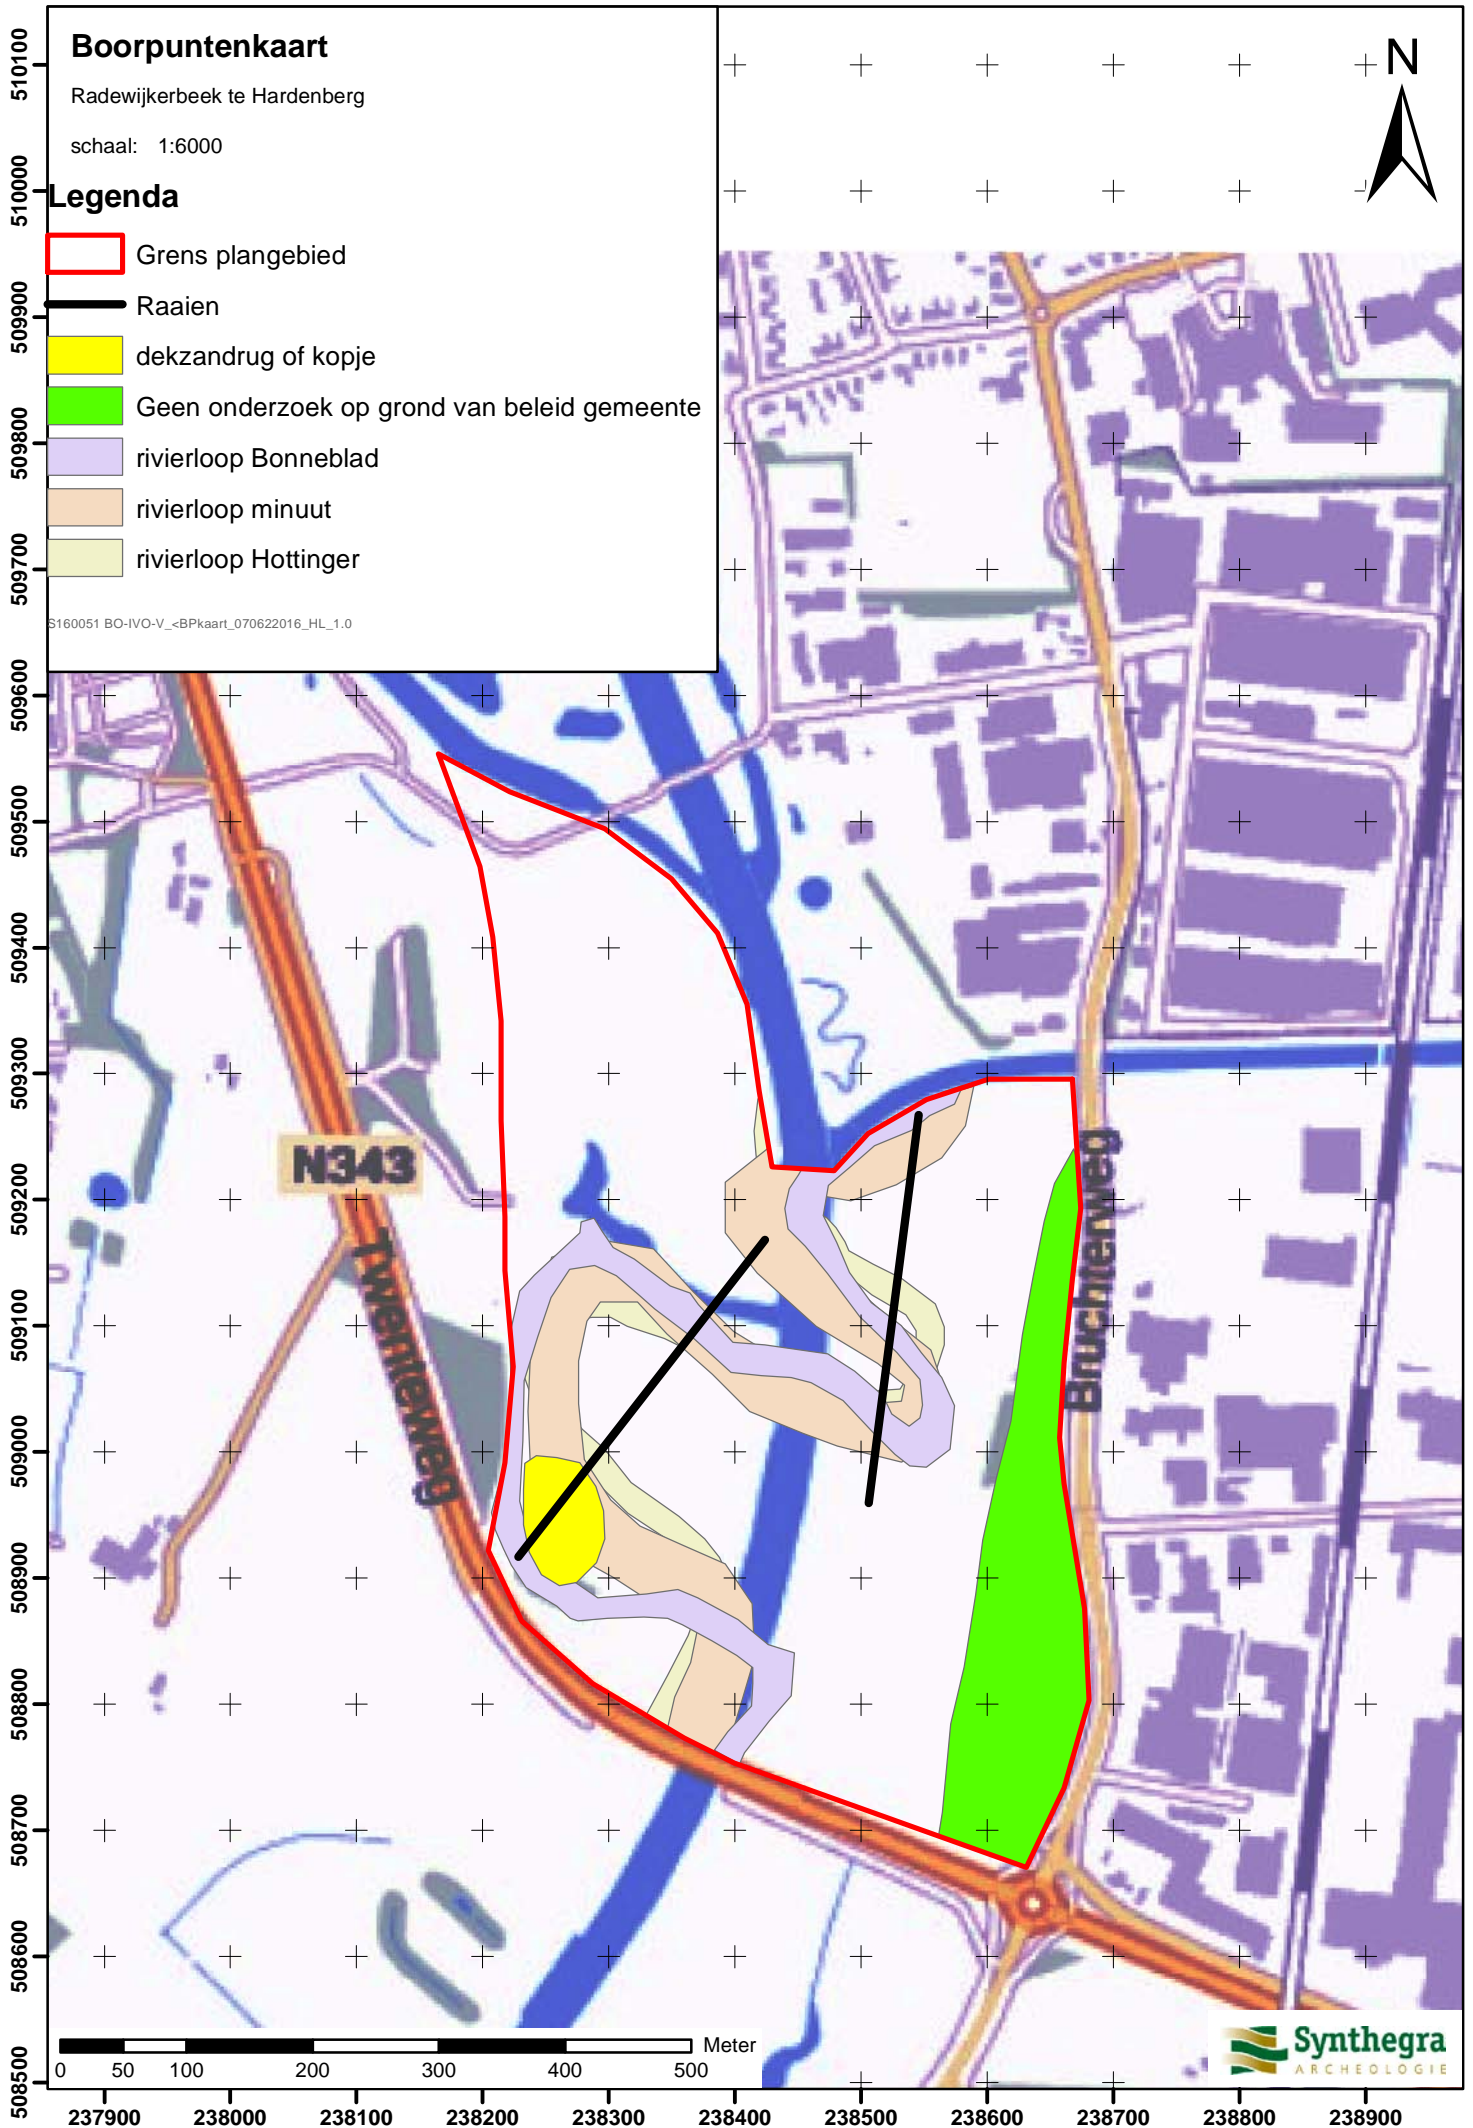 Boorpuntenkaart
Radewijkerbeek te Hardenberg
schaal: 1:6000
Legenda
Grens plangebied
Raaien
dekzandrug of kopje
Geen onderzoek op grond van beleid gemeente
rivierloop Bonneblad
rivierloop minuut
rivierloop Hottinger
S160051 BO-IVO-V_<BPkaart_070622016_HL_1.0
N
510100
510000
509900
509800
509700
509600
509500
509400
509300
509200
509100
509000
508900
508800
508700
508600
508500
N343
Twenteweg
Bruchterweg
Meter
0 50 100 200 300 400 500
Synthegra
ARCHEOLOGIE
237900 238000 238100 238200 238300 238400 238500 238600 238700 238800 238900